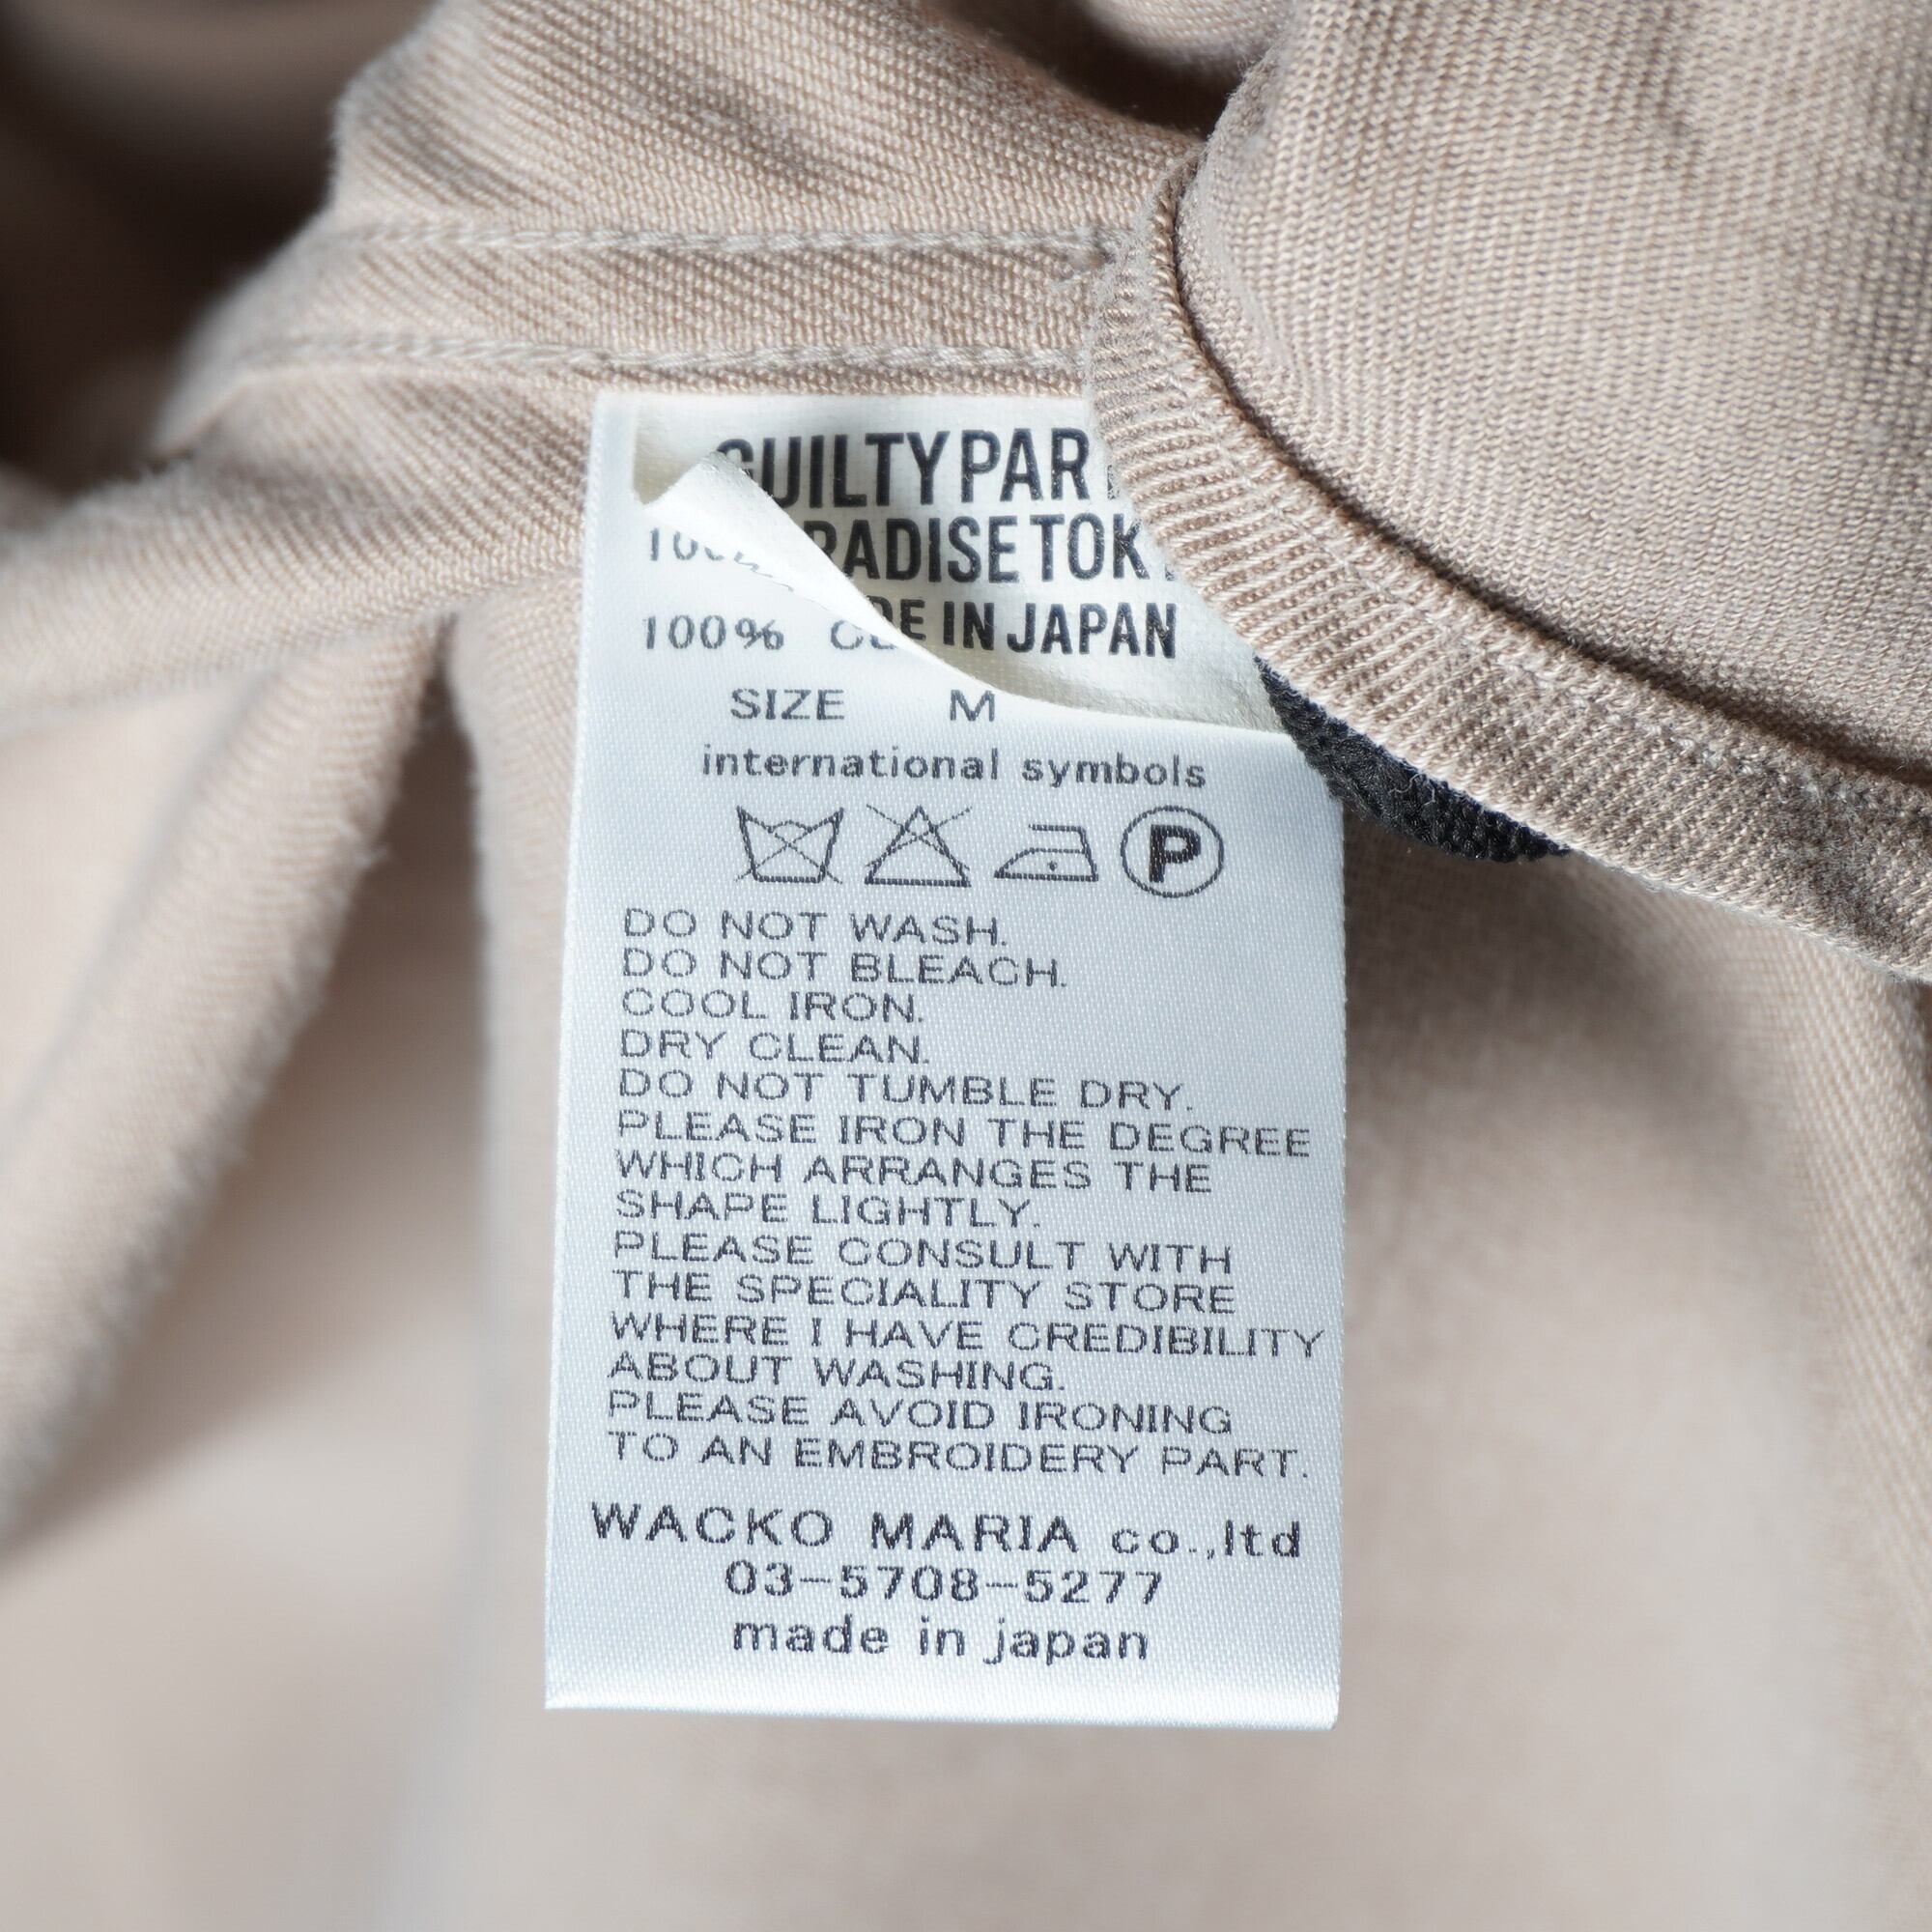 GUILTY PAR
RADISE TOK
DE IN JAPAN
100%
SIZE M
international symbols
P
DO NOT WASH.
DO NOT BLEACH.
COOL IRON.
DRY CLEAN.
DO NOT TUMBLE DRY.
PLEASE IRON THE DEGREE
WHICH ARRANGES THE
SHAPE LIGHTLY.
PLEASE CONSULT WITH
THE SPECIALITY STORE
WHERE I HAVE CREDIBILITY
ABOUT WASHING.
PLEASE AVOID IRONING
TO AN EMBROIDERY PART.
WACKO MARIA co.,ltd
03-5708-5277
made in japan